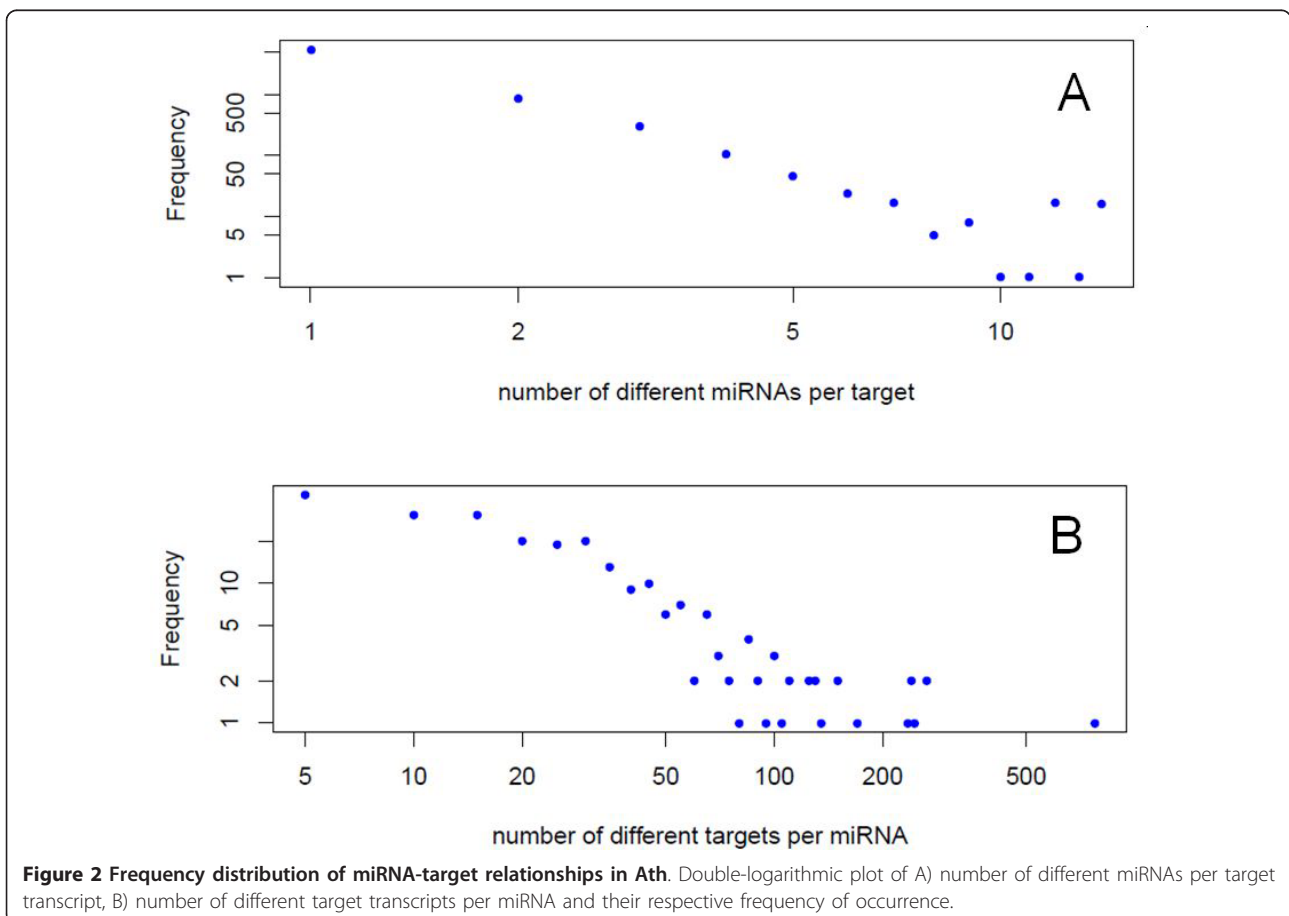 A
Frequency
500
50
5
1
1 2 5 10
number of different miRNAs per target
B
Frequency
10
5
2
1
5 10 20 50 100 200 500
number of different targets per miRNA
Figure 2 Frequency distribution of miRNA-target relationships in Ath. Double-logarithmic plot of A) number of different miRNAs per target
transcript, B) number of different target transcripts per miRNA and their respective frequency of occurrence.